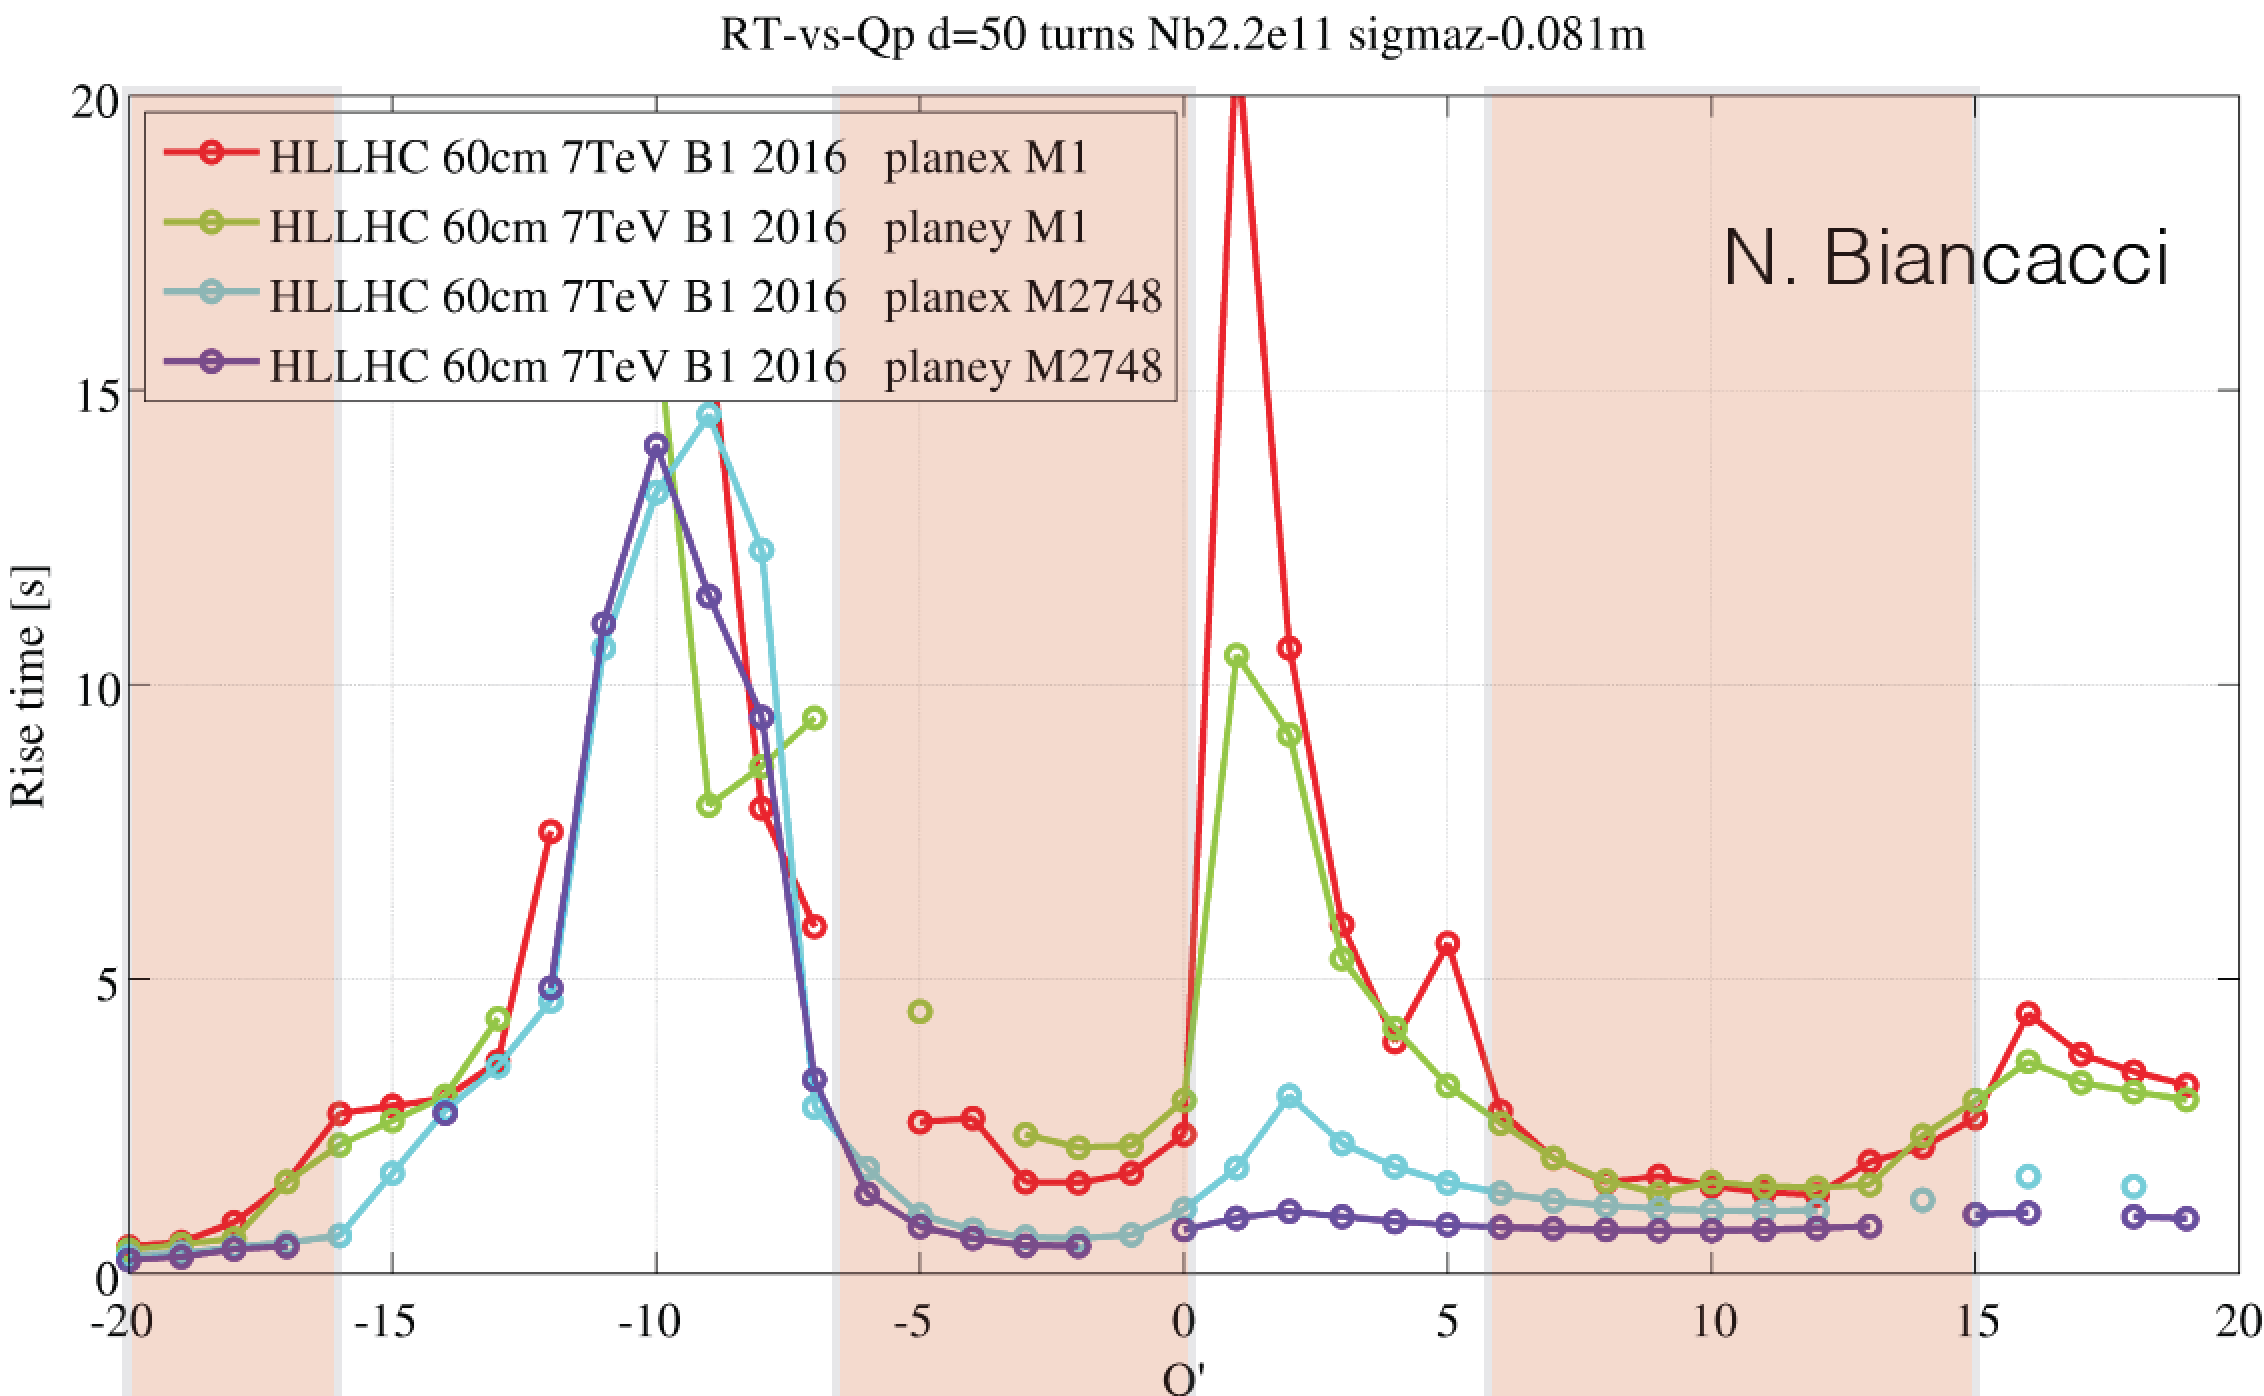 RT-vs-Qp d=50 turns Nb2.2e11 sigmaz-0.081m
20
HLLHC 60cm 7TeV B1 2016 planex M1
HLLHC 60cm 7TeV B1 2016 planey M1
HLLHC 60cm 7TeV B1 2016 planex M2748
HLLHC 60cm 7TeV B1 2016 planey M2748
N. Biancacci
15
10
5
0
Rise time [s]
-20 -15 -10 -5 0 5 10 15 20
Q'